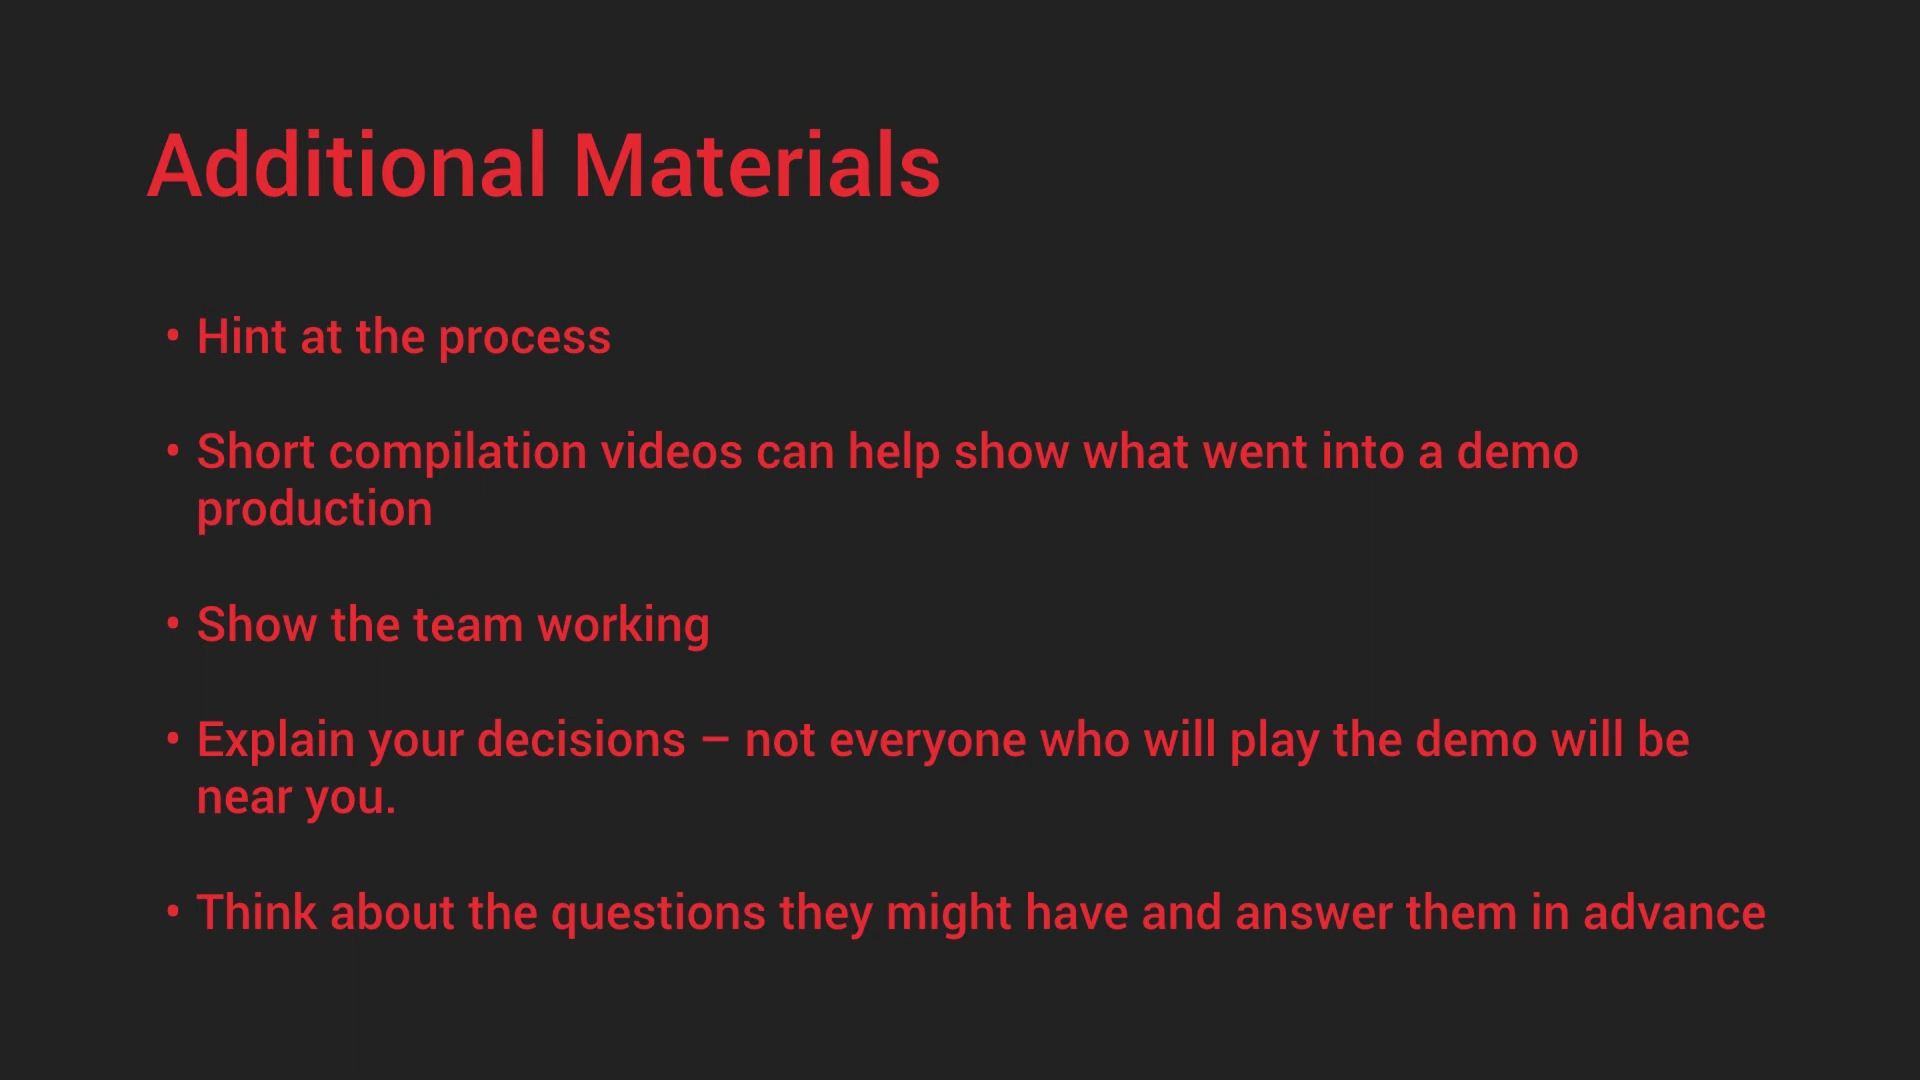 Additional Materials
• Hint at the process
• Short compilation videos can help show what went into a demo
production
• Show the team working
• Explain your decisions – not everyone who will play the demo will be
near you.
• Think about the questions they might have and answer them in advance